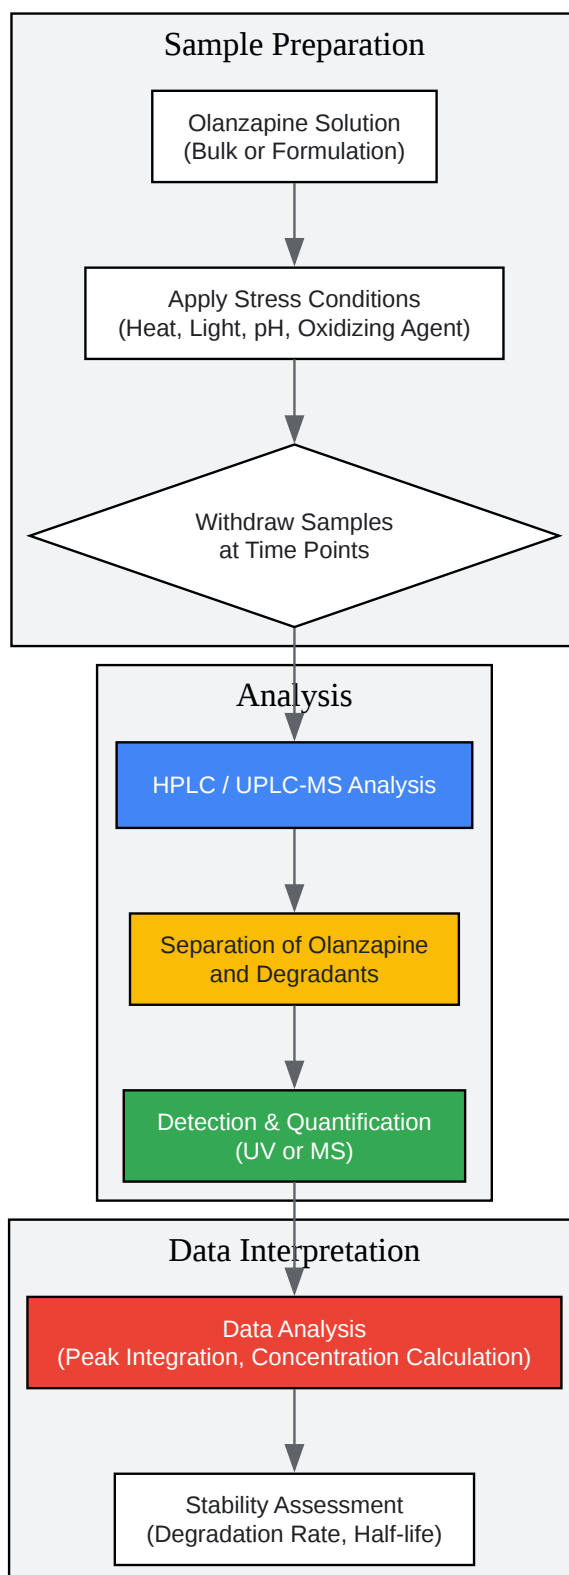 Sample Preparation
Olanzapine Solution
(Bulk or Formulation)
Apply Stress Conditions
(Heat, Light, pH, Oxidizing Agent)
Withdraw Samples
at Time Points
Analysis
HPLC / UPLC-MS Analysis
Separation of Olanzapine
and Degradants
Detection & Quantification
(UV or MS)
Data Interpretation
Data Analysis
(Peak Integration, Concentration Calculation)
Stability Assessment
(Degradation Rate, Half-life)